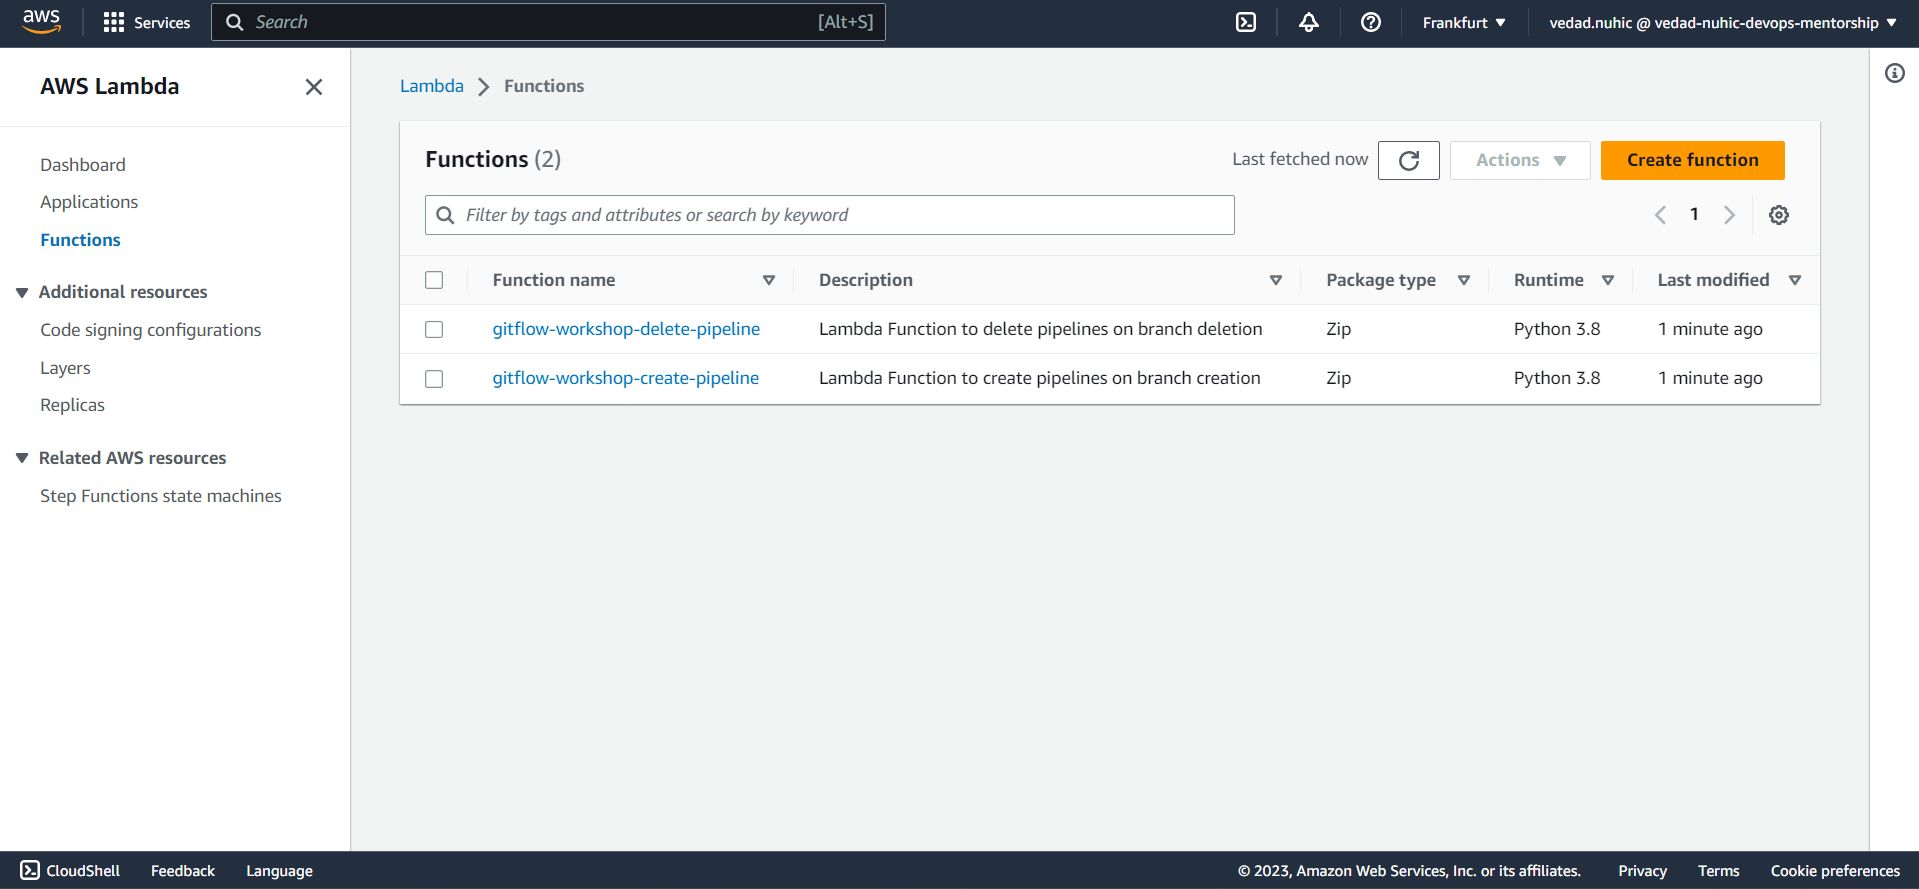 aws Services Search [Alt+S] Frankfurt vedad.nuhic @ vedad-nuhic-devops-mentorship
AWS Lambda
Dashboard
Applications
Functions
Additional resources
Code signing configurations
Layers
Replicas
Related AWS resources
Step Functions state machines
Lambda Functions
Functions (2) Last fetched now Actions Create function
Filter by tags and attributes or search by keyword 1
Function name Description Package type Runtime Last modified
gitflow-workshop-delete-pipeline Lambda Function to delete pipelines on branch deletion Zip Python 3.8 1 minute ago
gitflow-workshop-create-pipeline Lambda Function to create pipelines on branch creation Zip Python 3.8 1 minute ago
CloudShell Feedback Language © 2023, Amazon Web Services, Inc. or its affiliates. Privacy Terms Cookie preferences